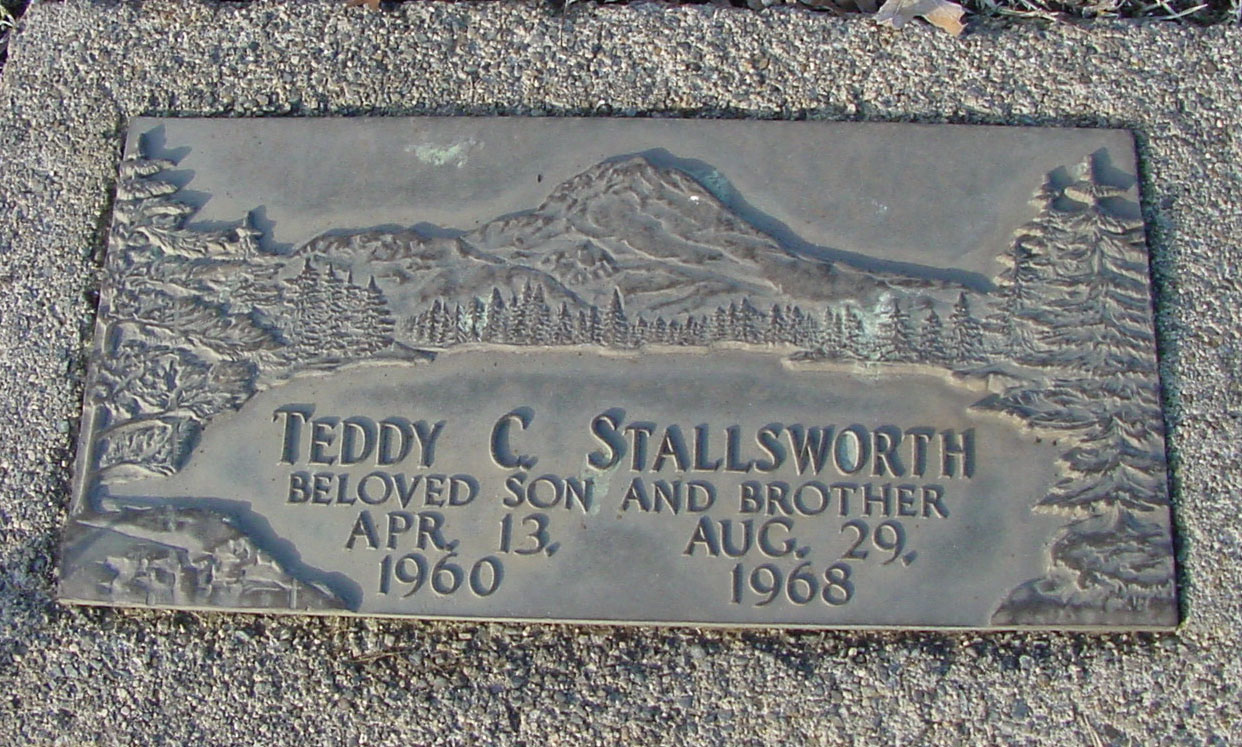 TEDDY C. STALLSWORTH
BELOVED SON AND BROTHER
APR. 13, AUG. 29,
1960 1968